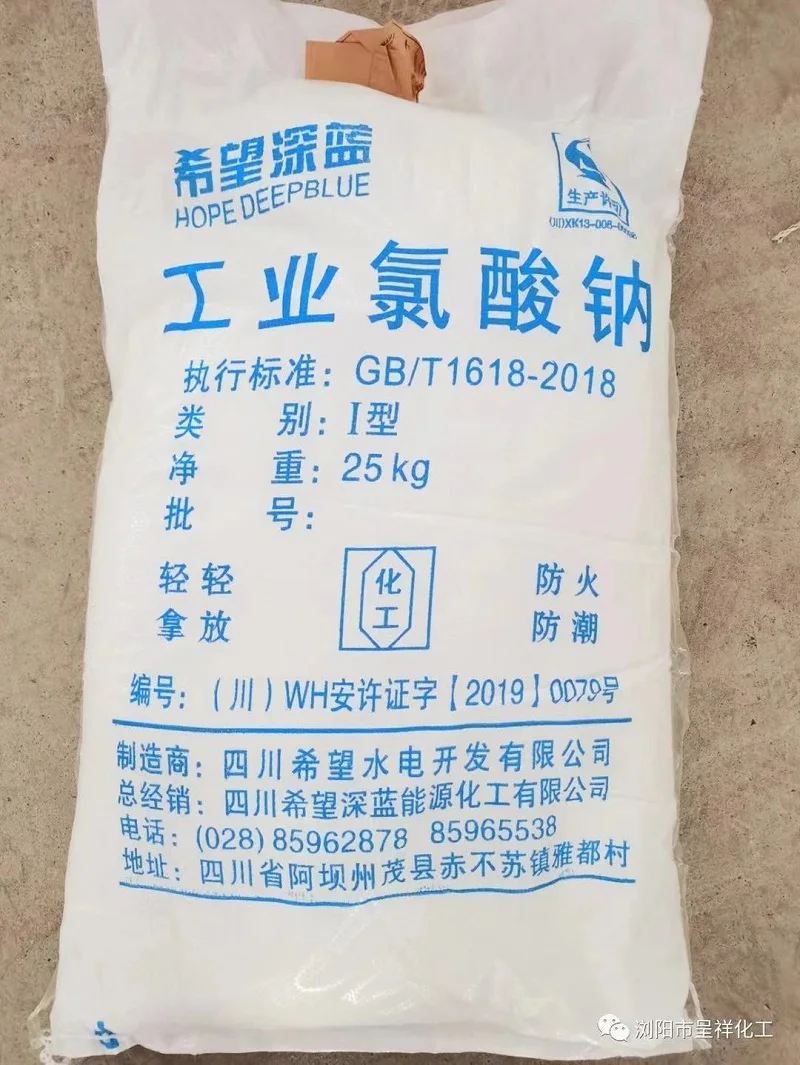 希望深蓝
HOPE DEEPBLUE
生产许可
工业氯酸钠
执行标准：GB/T1618-2018
类别：I型
净重：25kg
批号：
轻轻
拿放
化
工
防火
防潮
编号：（川）WH安许证字【2019】0079号
制造商：四川希望水电开发有限公司
总经销：四川希望深蓝能源化工有限公司
电话：(028) 85962878 85965538
地址：四川省阿坝州茂县赤不苏镇雅都村
浏阳市呈祥化工